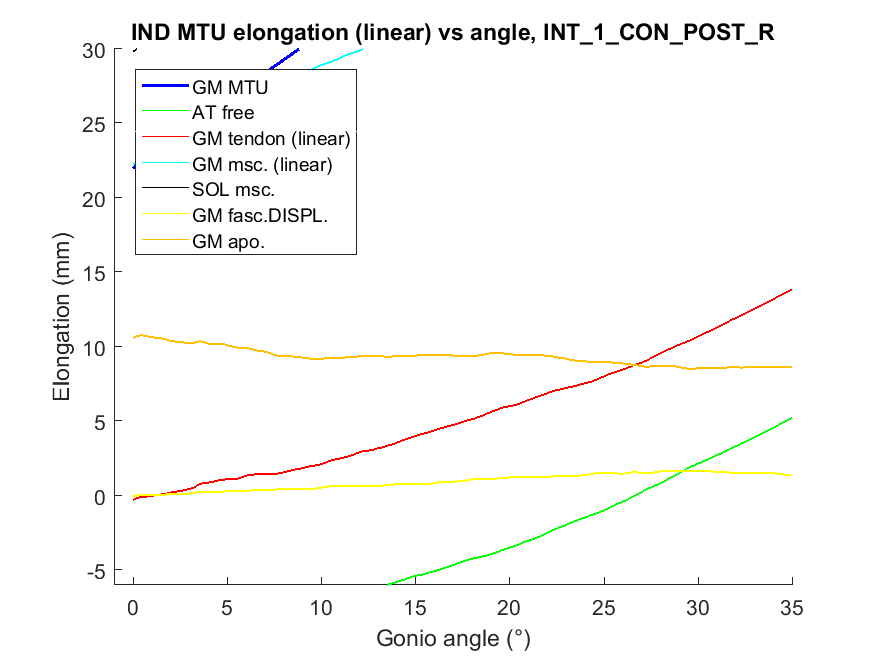 IND MTU elongation (linear) vs angle, INT_1_CON_POST_R
30
25
20
15
10
5
0
-5
Elongation (mm)
GM MTU
AT free
GM tendon (linear)
GM msc. (linear)
SOL msc.
GM fasc.DISPL.
GM apo.
0 5 10 15 20 25 30 35
Gonio angle (°)